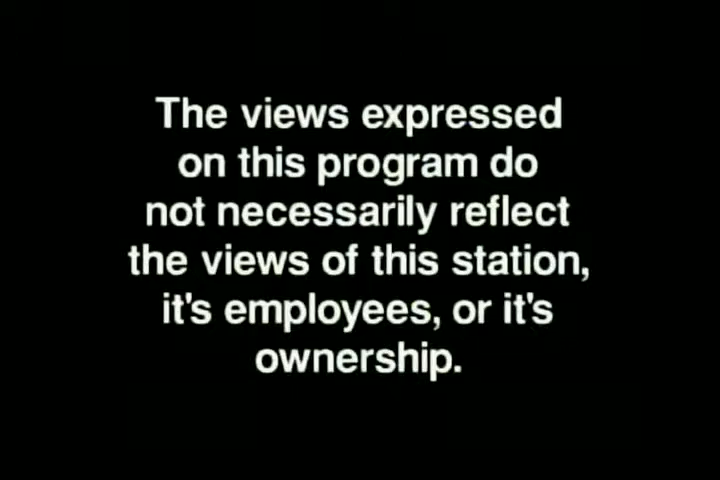 The views expressed
on this program do
not necessarily reflect
the views of this station,
it's employees, or it's
ownership.